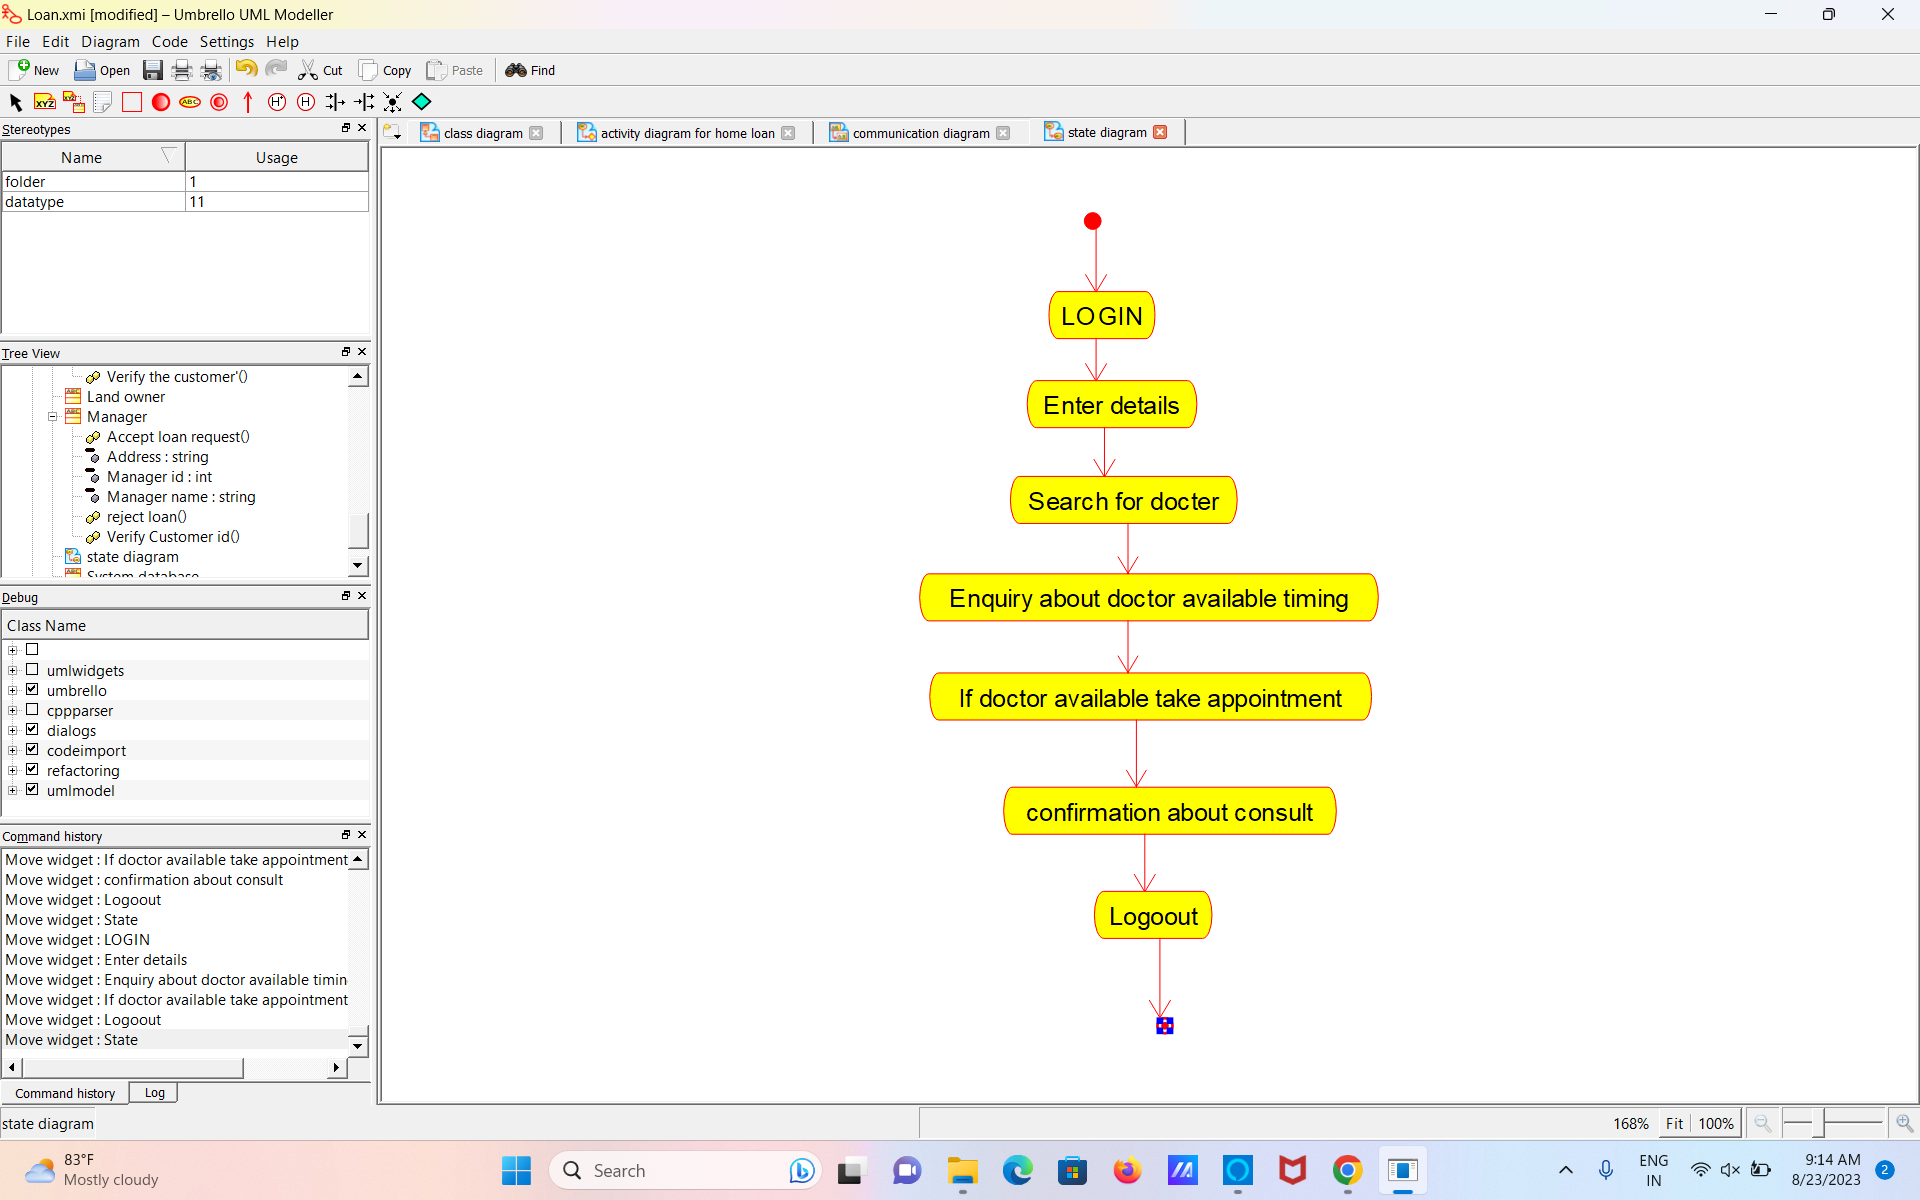 Loan.xmi [modified] – Umbrello UML Modeller
File Edit Diagram Code Settings Help
New Open Cut Copy Paste Find
XYZ XYZ ABC H* H
Stereotypes
Name Usage
folder 1
datatype 11
Tree View
Verify the customer'()
Land owner
Manager
Accept loan request()
Address : string
Manager id : int
Manager name : string
reject loan()
Verify Customer id()
state diagram
System database
Debug
Class Name
umlwidgets
umbrello
cppparser
dialogs
codeimport
refactoring
umlmodel
Command history
Move widget : If doctor available take appointment
Move widget : confirmation about consult
Move widget : Logoout
Move widget : State
Move widget : LOGIN
Move widget : Enter details
Move widget : Enquiry about doctor available timin
Move widget : If doctor available take appointment
Move widget : Logoout
Move widget : State
Command history Log
state diagram
class diagram activity diagram for home loan communication diagram state diagram
LOGIN
Enter details
Search for docter
Enquiry about doctor available timing
If doctor available take appointment
confirmation about consult
Logoout
168% Fit 100%
83°F
Mostly cloudy
Search
ENG
IN
9:14 AM
8/23/2023
2